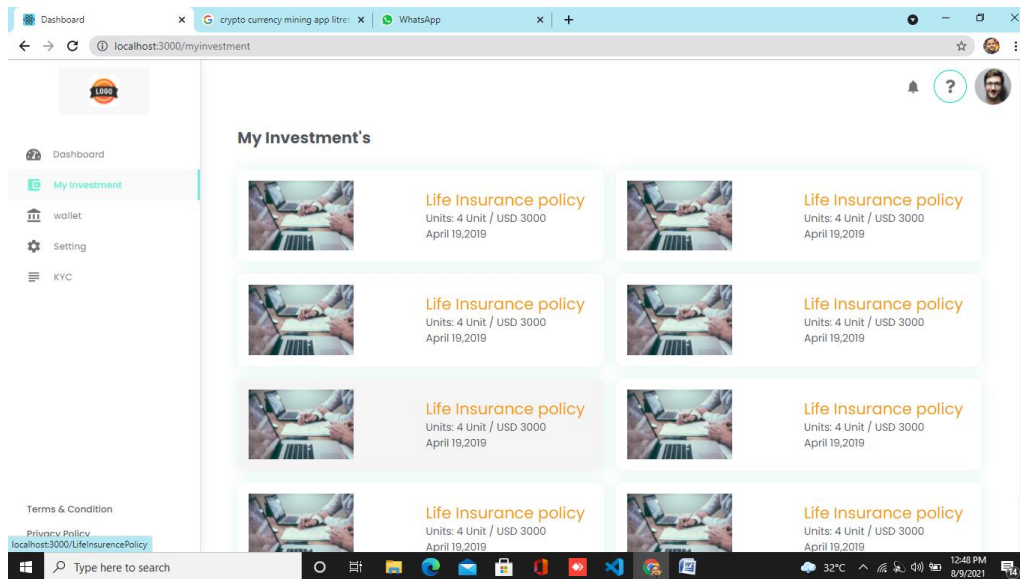 Dashboard
crypto currency mining app litre
WhatsApp
localhost:3000/myinvestment
LOGO
?
My Investment's
Dashboard
My Investment
wallet
Setting
KYC
Life Insurance policy
Units: 4 Unit / USD 3000
April 19,2019
Life Insurance policy
Units: 4 Unit / USD 3000
April 19,2019
Life Insurance policy
Units: 4 Unit / USD 3000
April 19,2019
Life Insurance policy
Units: 4 Unit / USD 3000
April 19,2019
Life Insurance policy
Units: 4 Unit / USD 3000
April 19,2019
Life Insurance policy
Units: 4 Unit / USD 3000
April 19,2019
Life Insurance policy
Units: 4 Unit / USD 3000
April 19,2019
Life Insurance policy
Units: 4 Unit / USD 3000
April 19,2019
Terms & Condition
Privacy Policy
localhost:3000/LifeInsurencePolicy
Type here to search
32°C
12:48 PM
8/9/2021
14